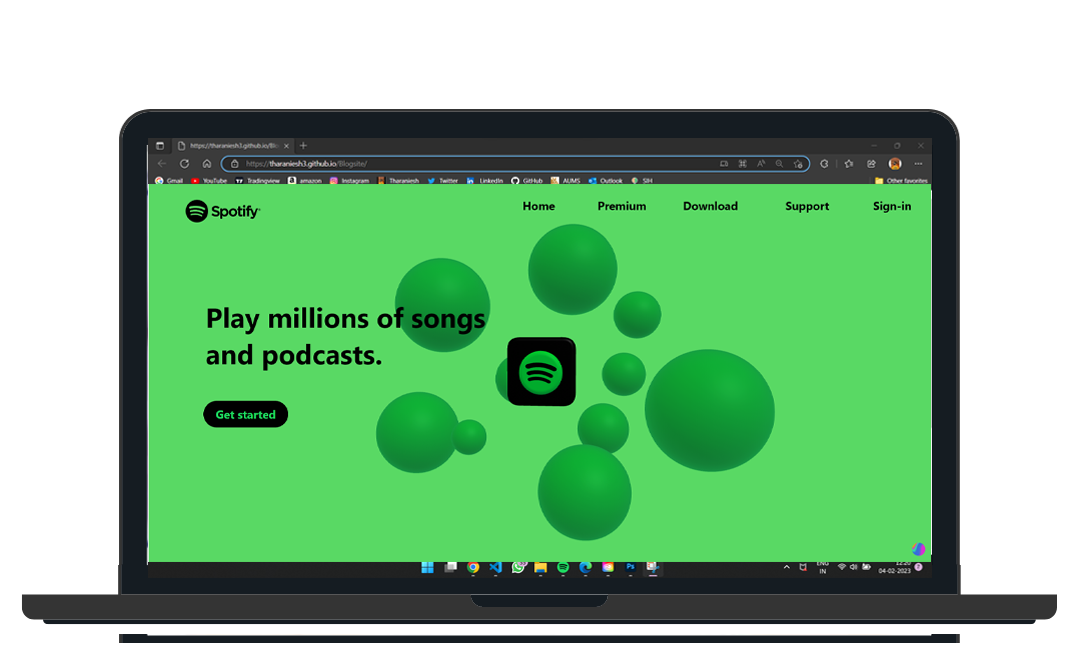 https://tharaniesh3.github.io/Blo
https://tharaniesh3.github.io/Blogsite/
Gmail YouTube Tradingview amazon Instagram Tharaniesh Twitter LinkedIn GitHub AUMS Outlook SIH Other favorites
Spotify Home Premium Download Support Sign-in
Play millions of songs
and podcasts.
Get started
Ps
ENG
IN
12:20
04-02-2023